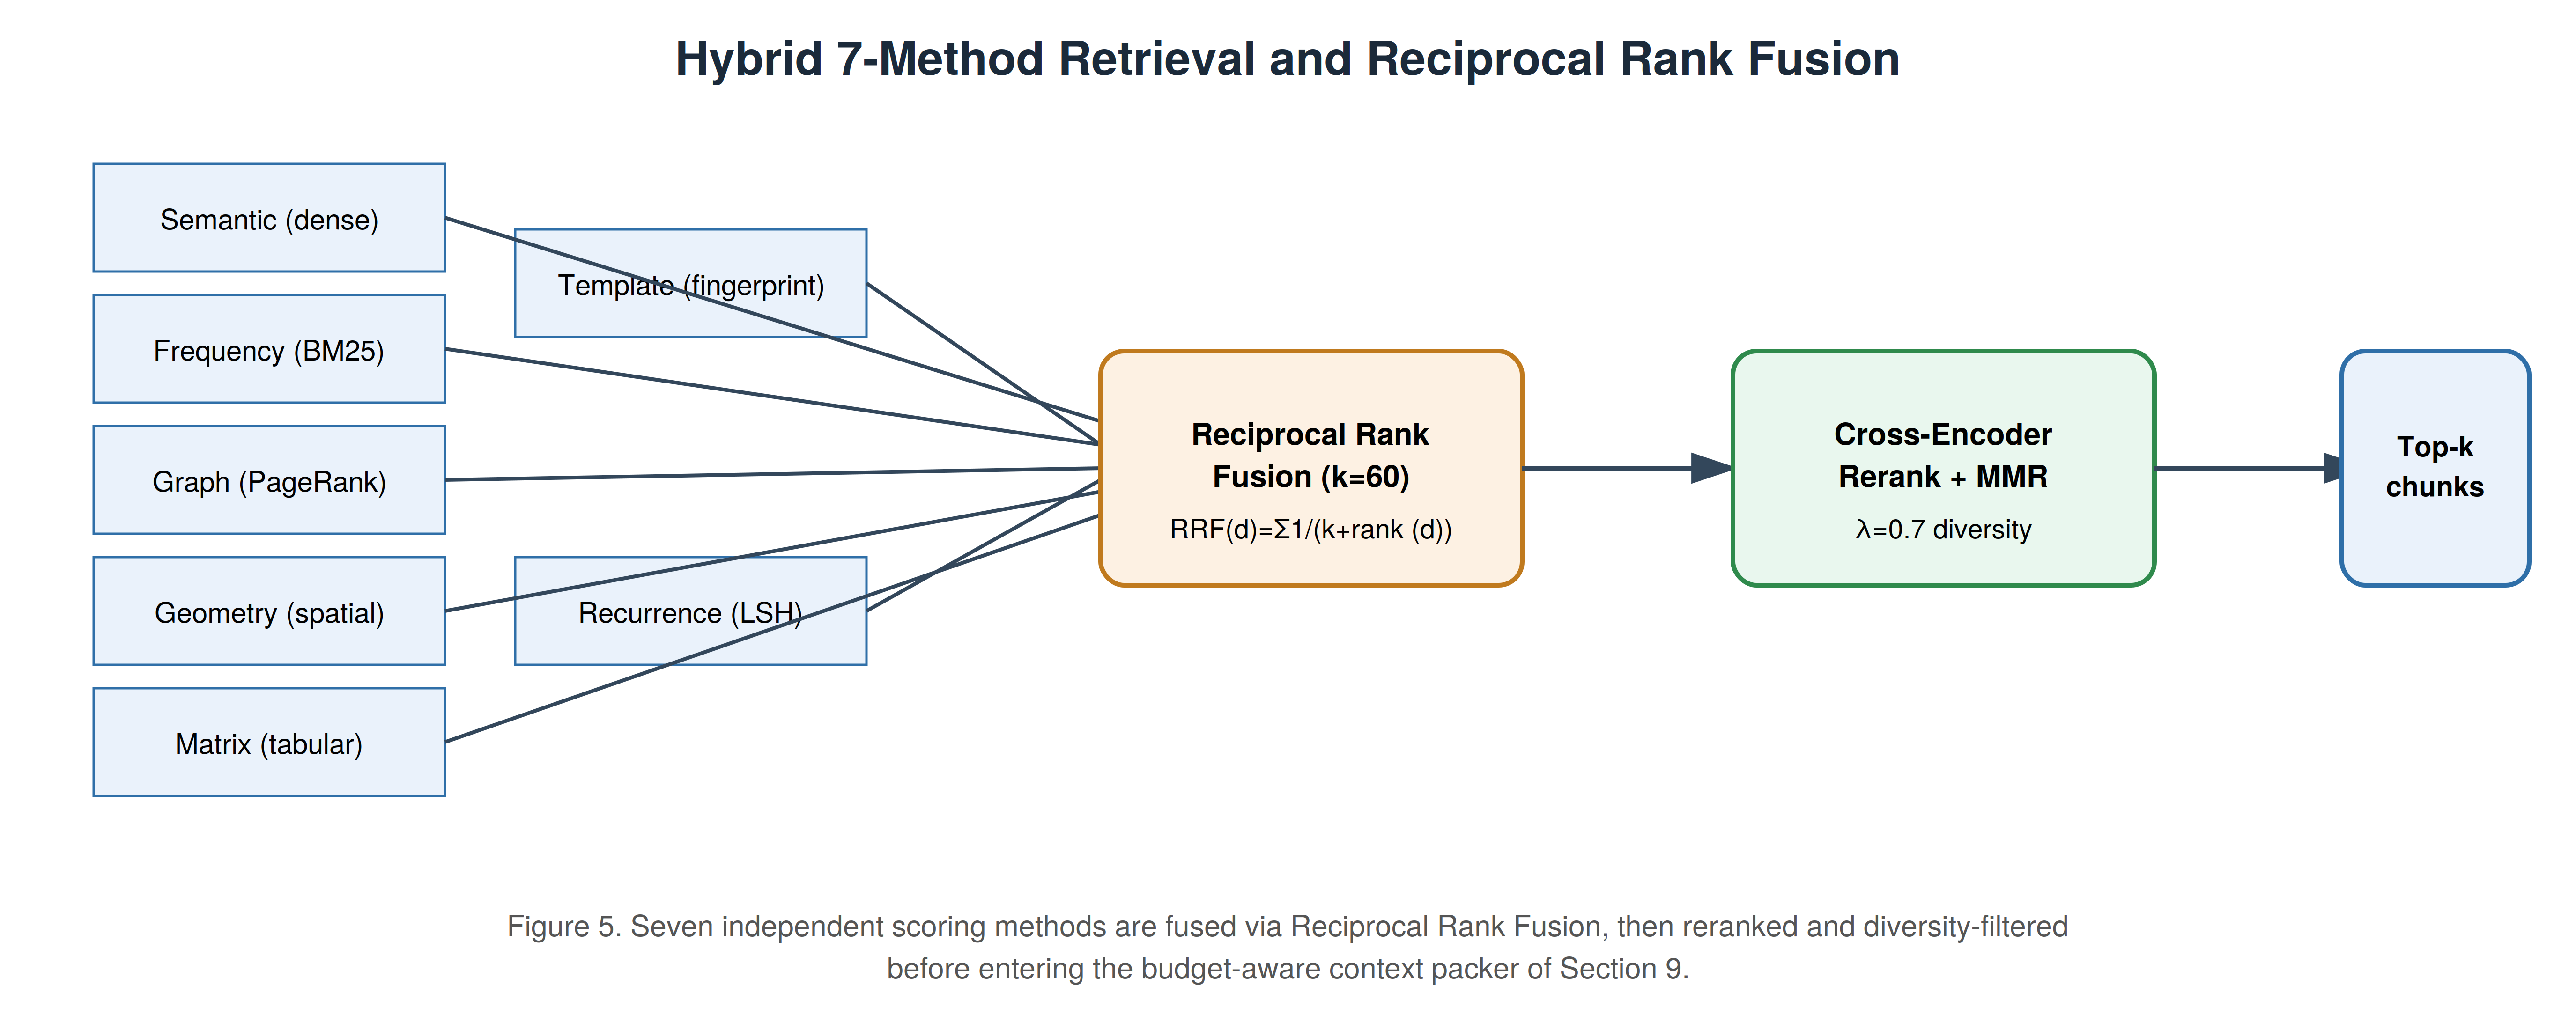 Hybrid 7-Method Retrieval and Reciprocal Rank Fusion
Semantic (dense)
Frequency (BM25)
Graph (PageRank)
Geometry (spatial)
Matrix (tabular)
Template (fingerprint)
Recurrence (LSH)
Reciprocal Rank
Fusion (k=60)
RRF(d)=Σ1/(k+rank (d))
Cross-Encoder
Rerank + MMR
λ=0.7 diversity
Top-k
chunks
Figure 5. Seven independent scoring methods are fused via Reciprocal Rank Fusion, then reranked and diversity-filtered
before entering the budget-aware context packer of Section 9.